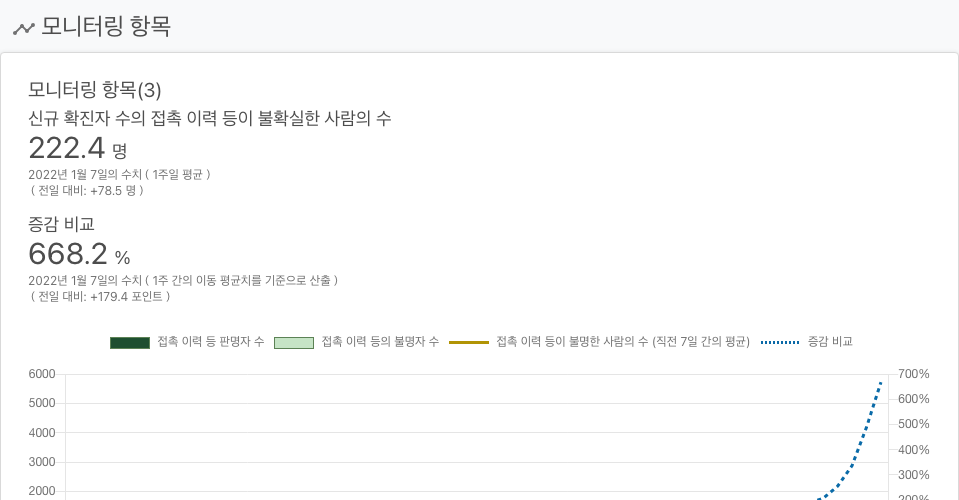 모니터링 항목
모니터링 항목(3)
신규 확진자 수의 접촉 이력 등이 불확실한 사람의 수
222.4 명
2022년 1월 7일의 수치 ( 1주일 평균 )
( 전일 대비: +78.5 명 )
증감 비교
668.2 %
2022년 1월 7일의 수치 ( 1주 간의 이동 평균치를 기준으로 산출 )
( 전일 대비: +179.4 포인트 )
접촉 이력 등 판명자 수 접촉 이력 등의 불명자 수 접촉 이력 등이 불명한 사람의 수 (직전 7일 간의 평균) 증감 비교
6000 700%
5000 600%
4000 500%
3000 400%
2000 300%
200%